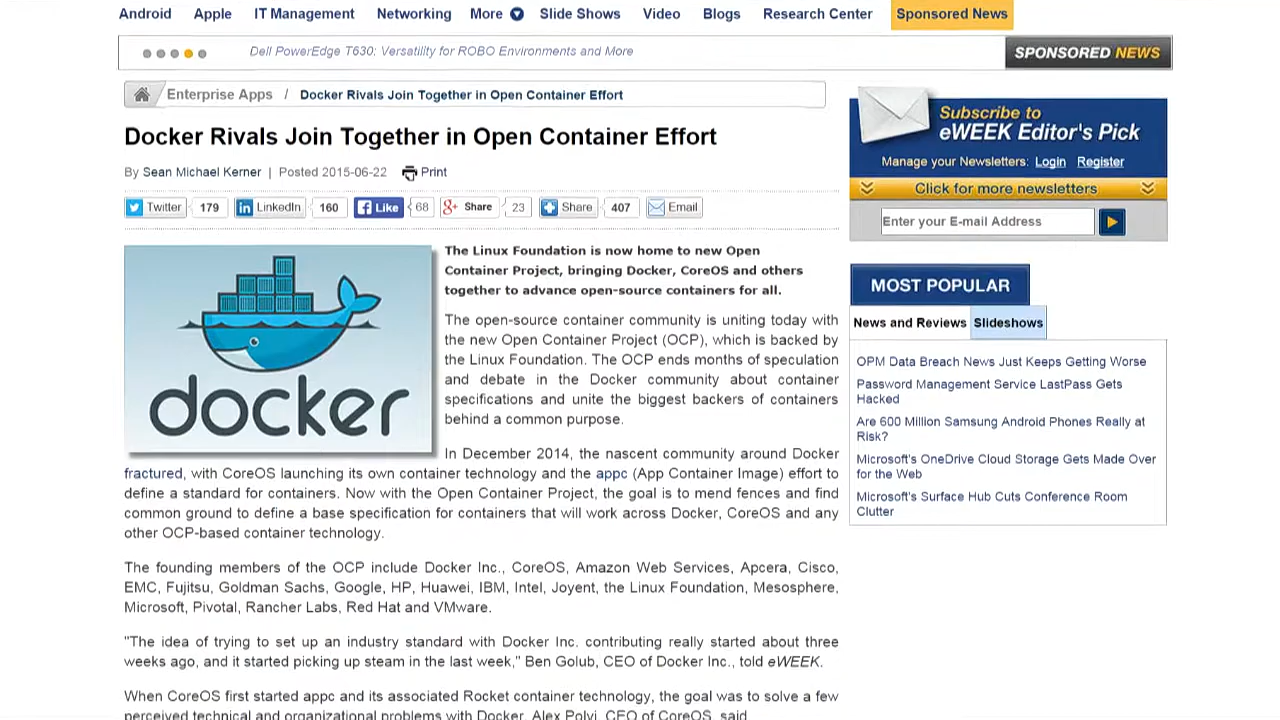 Android Apple IT Management Networking More Slide Shows Video Blogs Research Center Sponsored News
Dell PowerEdge T630: Versatility for ROBO Environments and More
SPONSORED NEWS
Enterprise Apps / Docker Rivals Join Together in Open Container Effort
Docker Rivals Join Together in Open Container Effort
By Sean Michael Kerner | Posted 2015-06-22 Print
Twitter 179 LinkedIn 160 Like 68 Share 23 Share 407 Email
docker
The Linux Foundation is now home to new Open
Container Project, bringing Docker, CoreOS and others
together to advance open-source containers for all.
The open-source container community is uniting today with
the new Open Container Project (OCP), which is backed by
the Linux Foundation. The OCP ends months of speculation
and debate in the Docker community about container
specifications and unite the biggest backers of containers
behind a common purpose.
In December 2014, the nascent community around Docker
fractured, with CoreOS launching its own container technology and the appc (App Container Image) effort to
define a standard for containers. Now with the Open Container Project, the goal is to mend fences and find
common ground to define a base specification for containers that will work across Docker, CoreOS and any
other OCP-based container technology.
The founding members of the OCP include Docker Inc., CoreOS, Amazon Web Services, Apcera, Cisco,
EMC, Fujitsu, Goldman Sachs, Google, HP, Huawei, IBM, Intel, Joyent, the Linux Foundation, Mesosphere,
Microsoft, Pivotal, Rancher Labs, Red Hat and VMware.
"The idea of trying to set up an industry standard with Docker Inc. contributing really started about three
weeks ago, and it started picking up steam in the last week," Ben Golub, CEO of Docker Inc., told eWEEK.
When CoreOS first started appc and its associated Rocket container technology, the goal was to solve a few
perceived technical and organizational problems with Docker, Alex Polvi, CEO of CoreOS, said
Subscribe to
eWEEK Editor's Pick
Manage your Newsletters: Login Register
Click for more newsletters
Enter your E-mail Address
MOST POPULAR
News and Reviews Slideshows
OPM Data Breach News Just Keeps Getting Worse
Password Management Service LastPass Gets
Hacked
Are 600 Million Samsung Android Phones Really at
Risk?
Microsoft's OneDrive Cloud Storage Gets Made Over
for the Web
Microsoft's Surface Hub Cuts Conference Room
Clutter